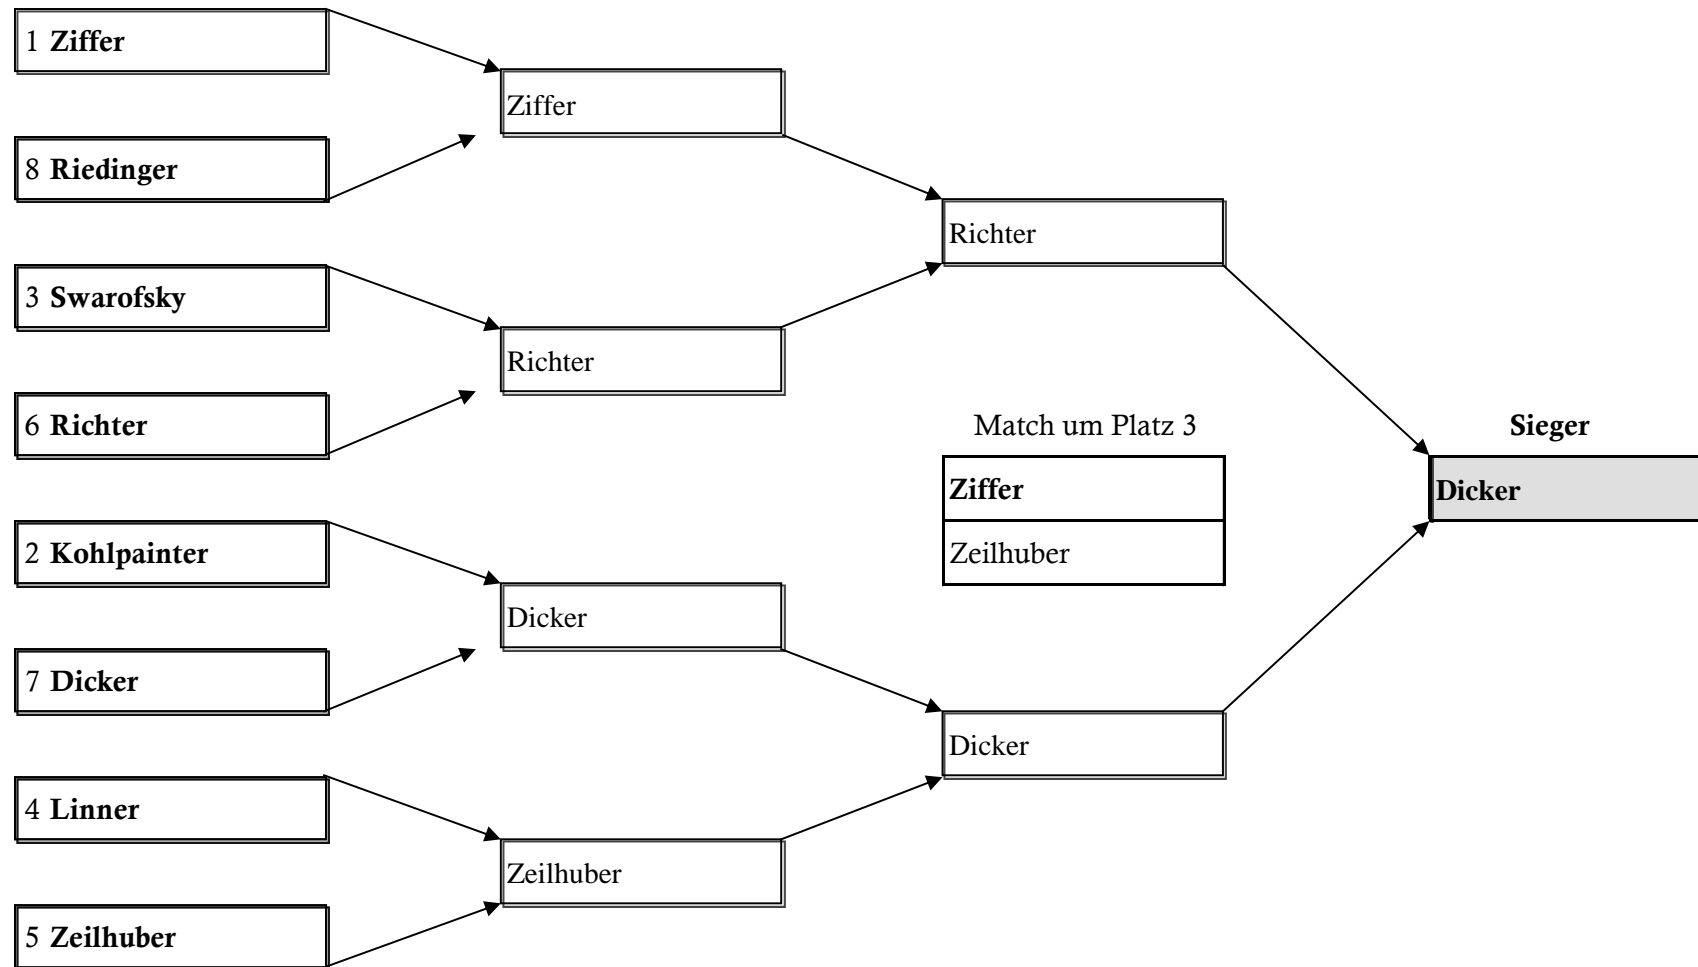 1 Ziffer
Ziffer
8 Riedinger
Richter
3 Swarofsky
Richter
6 Richter
Match um Platz 3
Sieger
Ziffer
Dicker
2 Kohlpainter
Zeilhuber
Dicker
7 Dicker
Dicker
4 Linner
Zeilhuber
5 Zeilhuber